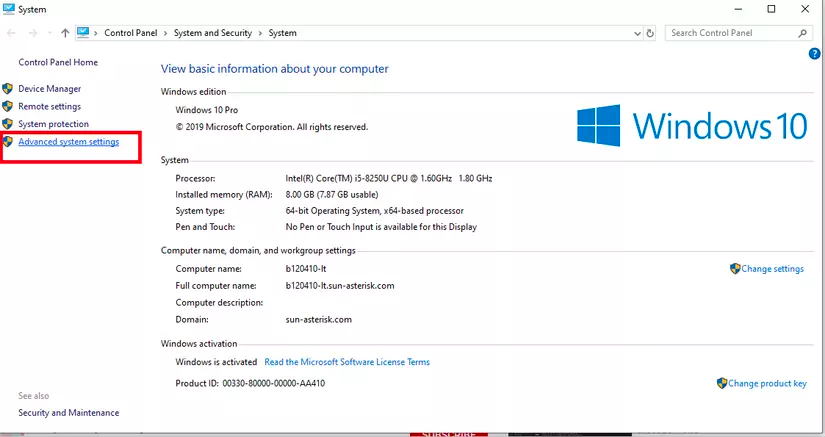 System
Control Panel > System and Security > System
Search Control Panel
Control Panel Home
Device Manager
Remote settings
System protection
Advanced system settings
See also
Security and Maintenance
View basic information about your computer
Windows edition
Windows 10 Pro
© 2019 Microsoft Corporation. All rights reserved.
Windows 10
System
Processor: Intel(R) Core(TM) i5-8250U CPU @ 1.60GHz 1.80 GHz
Installed memory (RAM): 8.00 GB (7.87 GB usable)
System type: 64-bit Operating System, x64-based processor
Pen and Touch: No Pen or Touch Input is available for this Display
Computer name, domain, and workgroup settings
Computer name: b120410-lt
Change settings
Full computer name: b120410-lt.sun-asterisk.com
Computer description:
Domain: sun-asterisk.com
Windows activation
Windows is activated Read the Microsoft Software License Terms
Product ID: 00330-80000-00000-AA410
Change product key
SUBSCRIBE